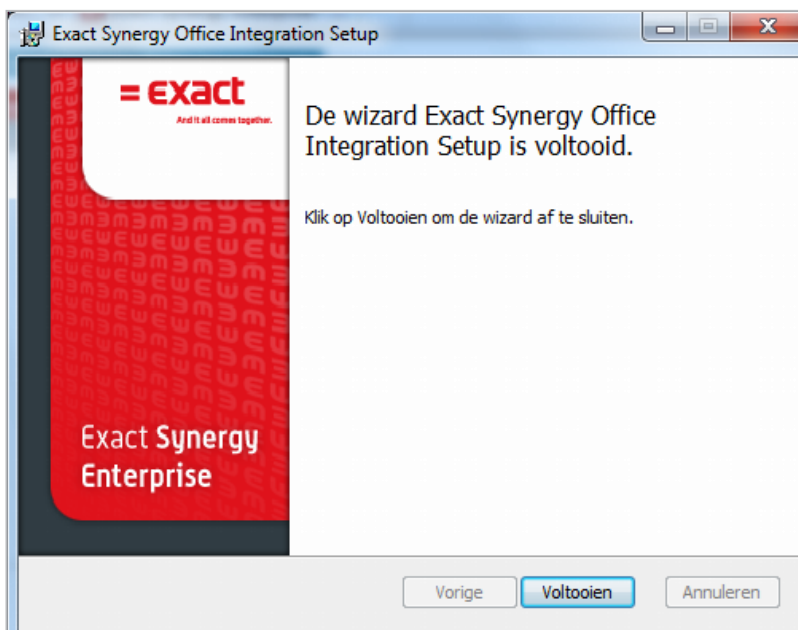 Exact Synergy Office Integration Setup
= exact
And it all comes together.
De wizard Exact Synergy Office
Integration Setup is voltooid.
Klik op Voltooien om de wizard af te sluiten.
Exact Synergy
Enterprise
Vorige
Voltooien
Annuleren